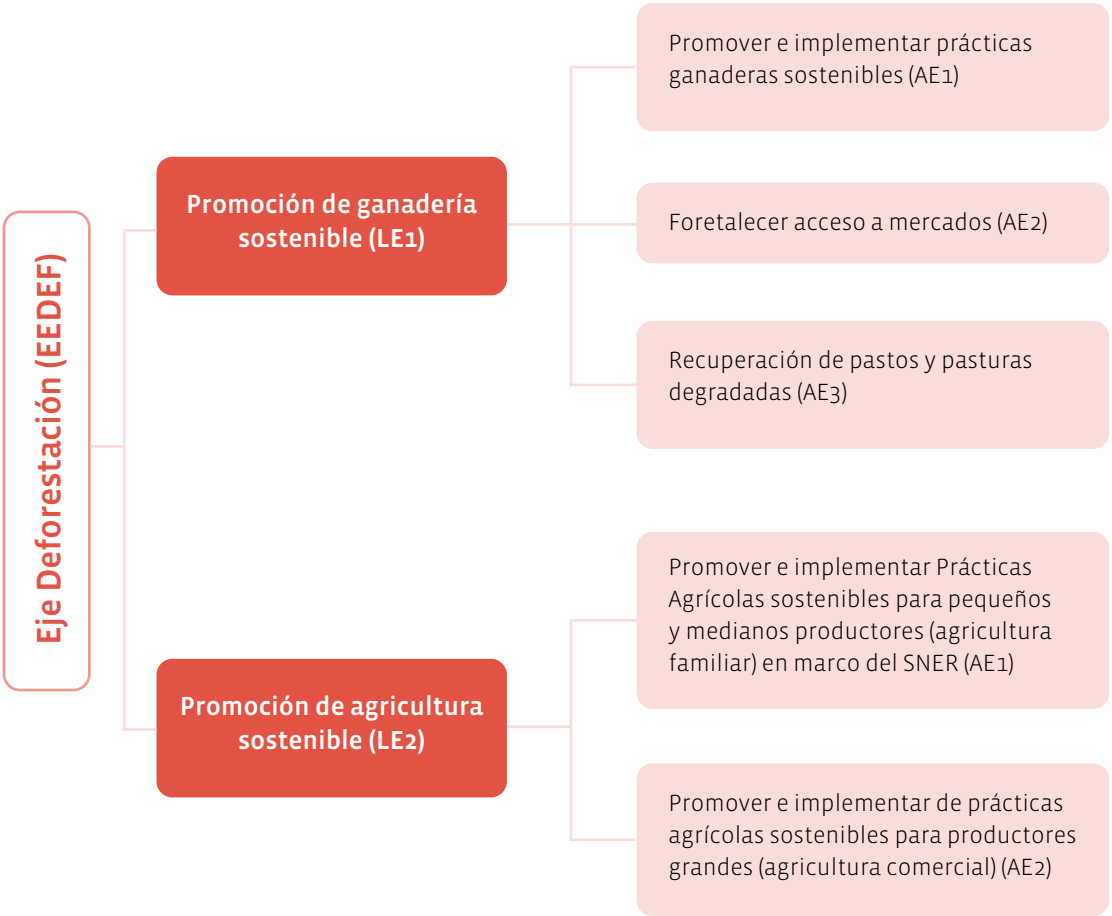 Eje Deforestación (EEDEF)
Promoción de ganadería
sostenible (LE1)
Promover e implementar prácticas
ganaderas sostenibles (AE1)
Foretalecer acceso a mercados (AE2)
Recuperación de pastos y pasturas
degradadas (AE3)
Promoción de agricultura
sostenible (LE2)
Promover e implementar Prácticas
Agrícolas sostenibles para pequeños
y medianos productores (agricultura
familiar) en marco del SNER (AE1)
Promover e implementar de prácticas
agrícolas sostenibles para productores
grandes (agricultura comercial) (AE2)